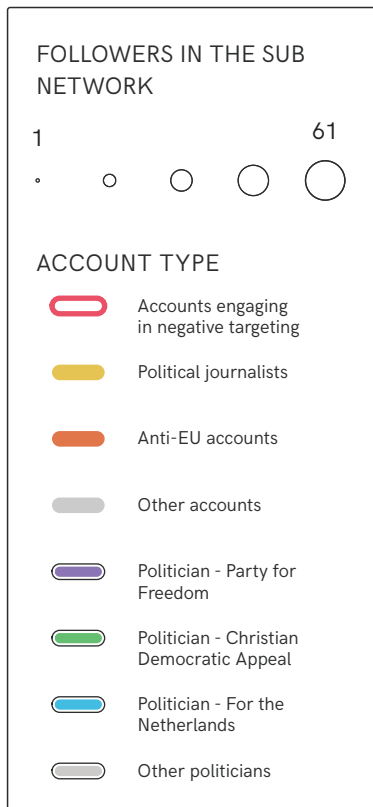 FOLLOWERS IN THE SUB
NETWORK
1
61
ACCOUNT TYPE
Accounts engaging
in negative targeting
Political journalists
Anti-EU accounts
Other accounts
Politician - Party for
Freedom
Politician - Christian
Democratic Appeal
Politician - For the
Netherlands
Other politicians